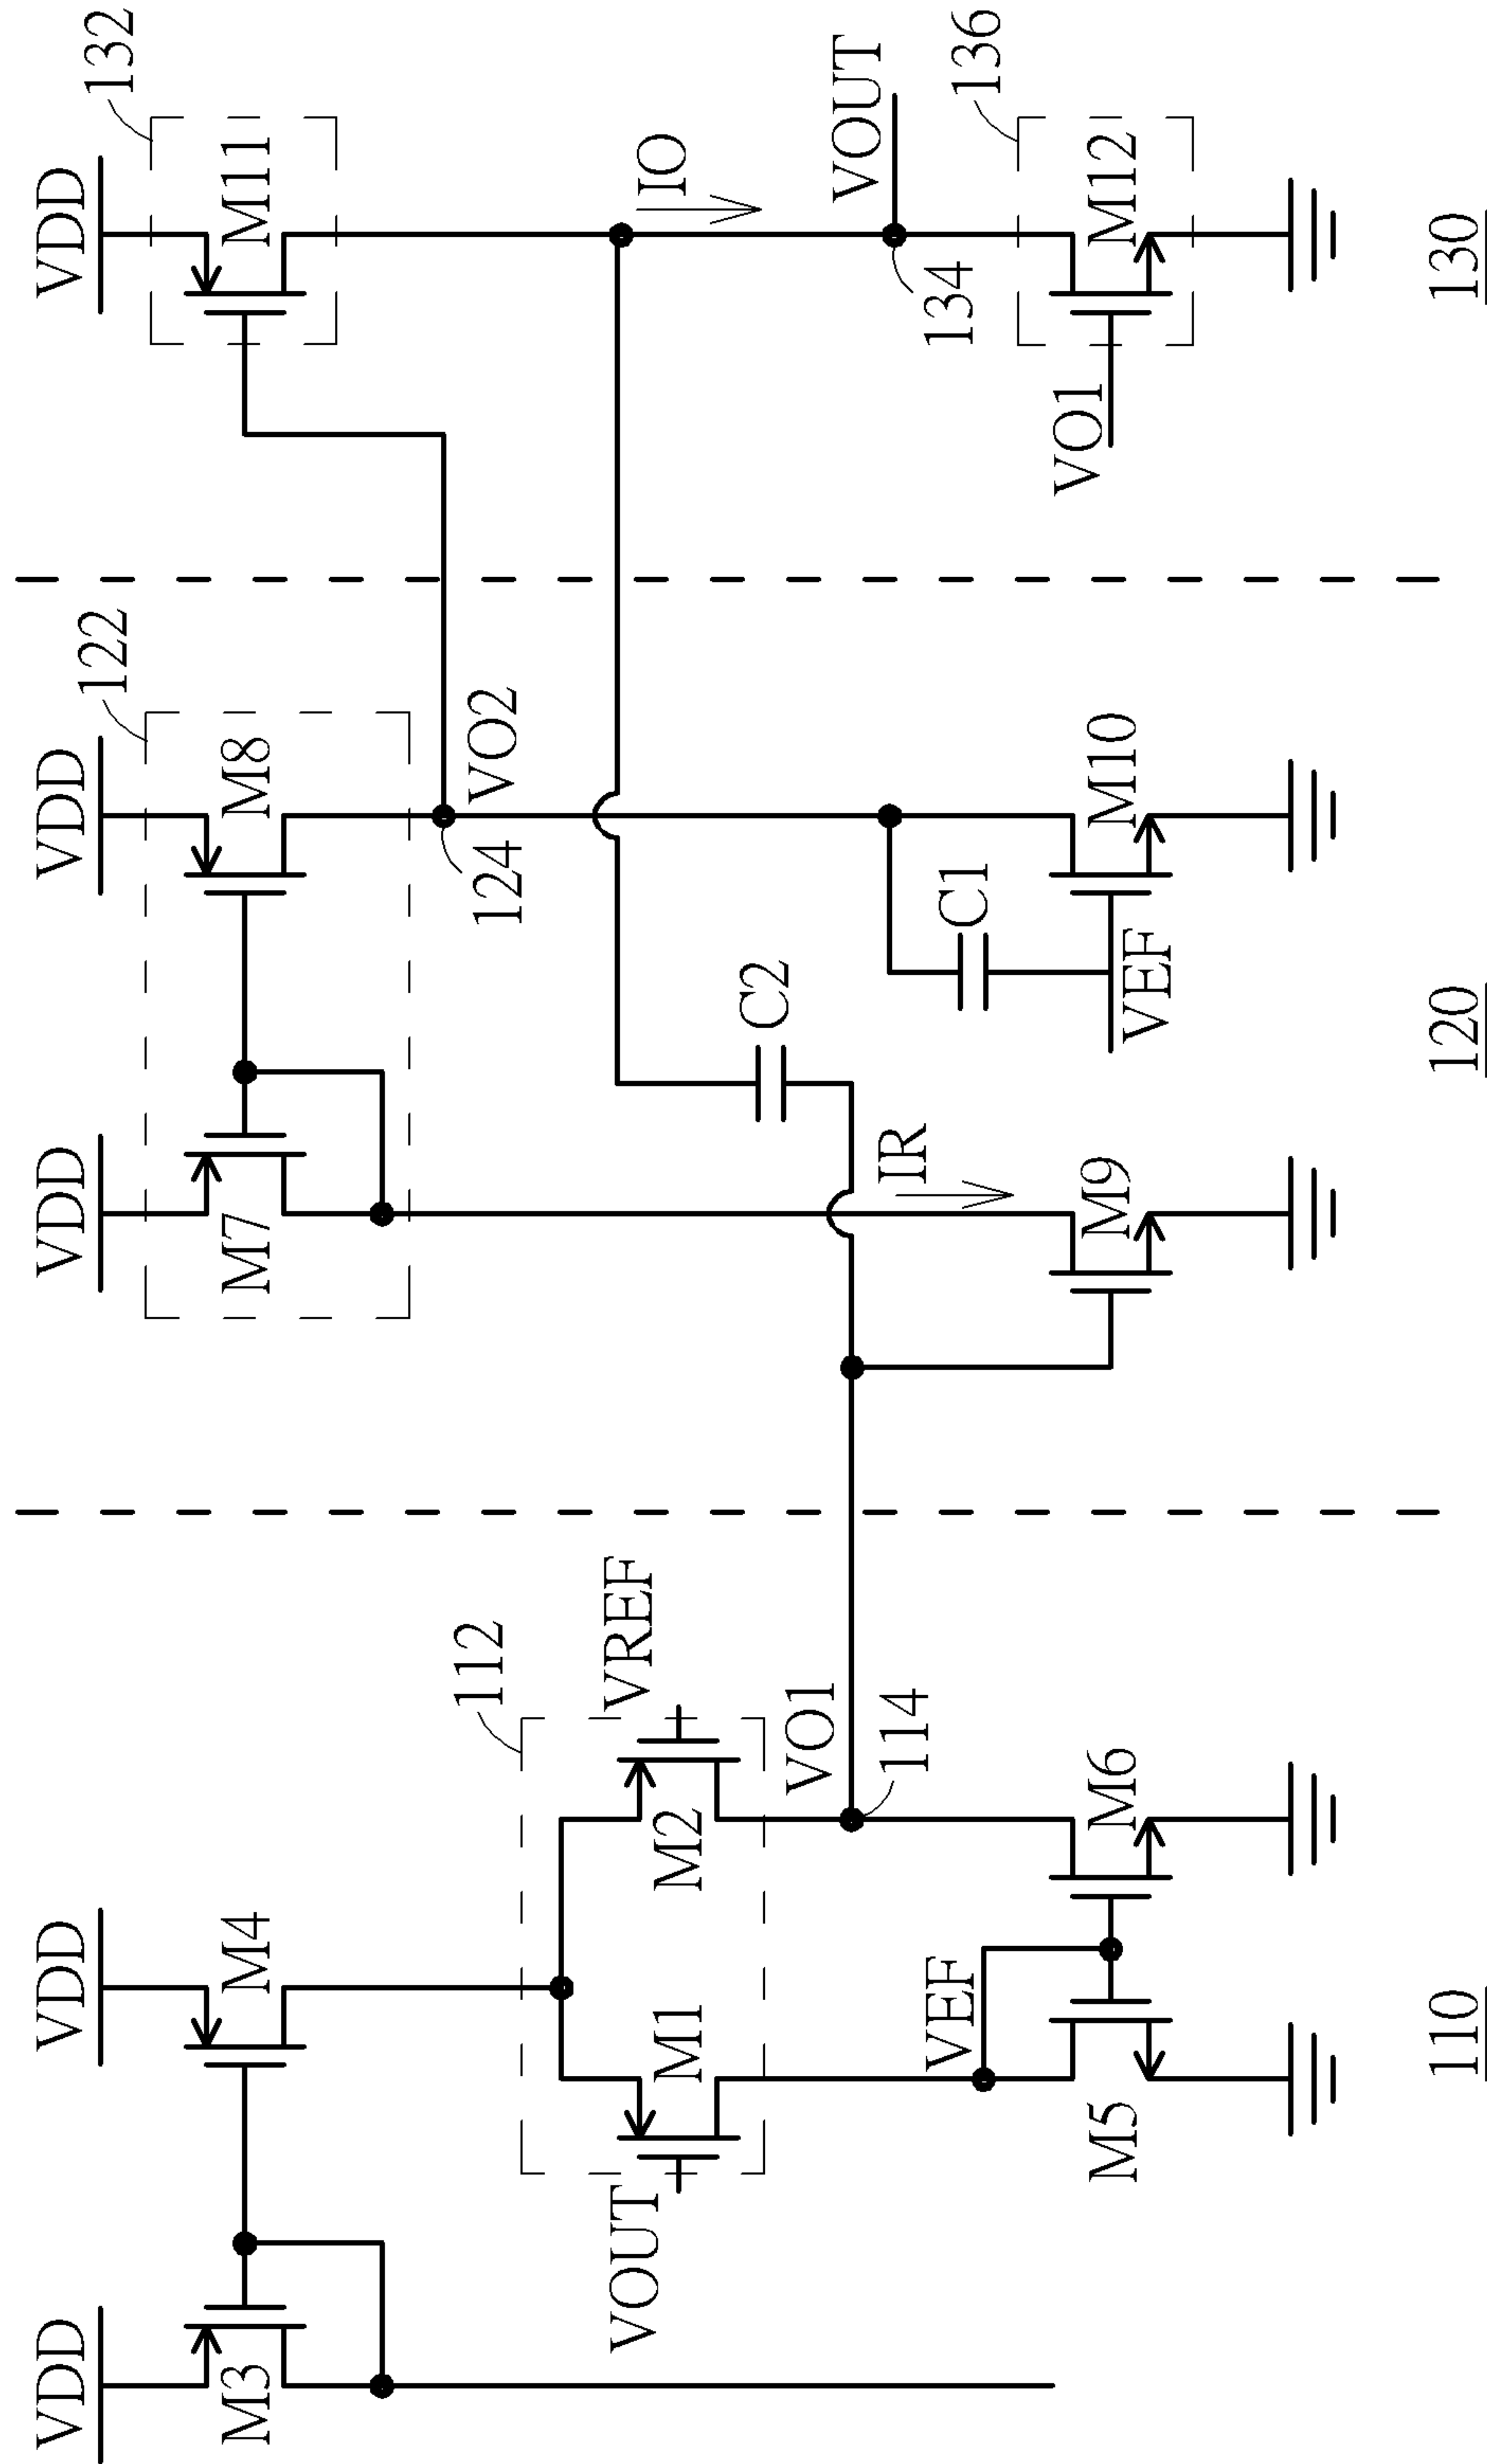 VDD
VDD
VDD
VDD
VDD
M3
M4
M7
M8
122
M11
132
112
VOUT
M1
M2
VREF
VO1
114
VEF
M5
M6
124
VO2
C2
IR
M9
C1
VEF
M10
IO
VOUT
134
VO1
M12
136
110
120
130